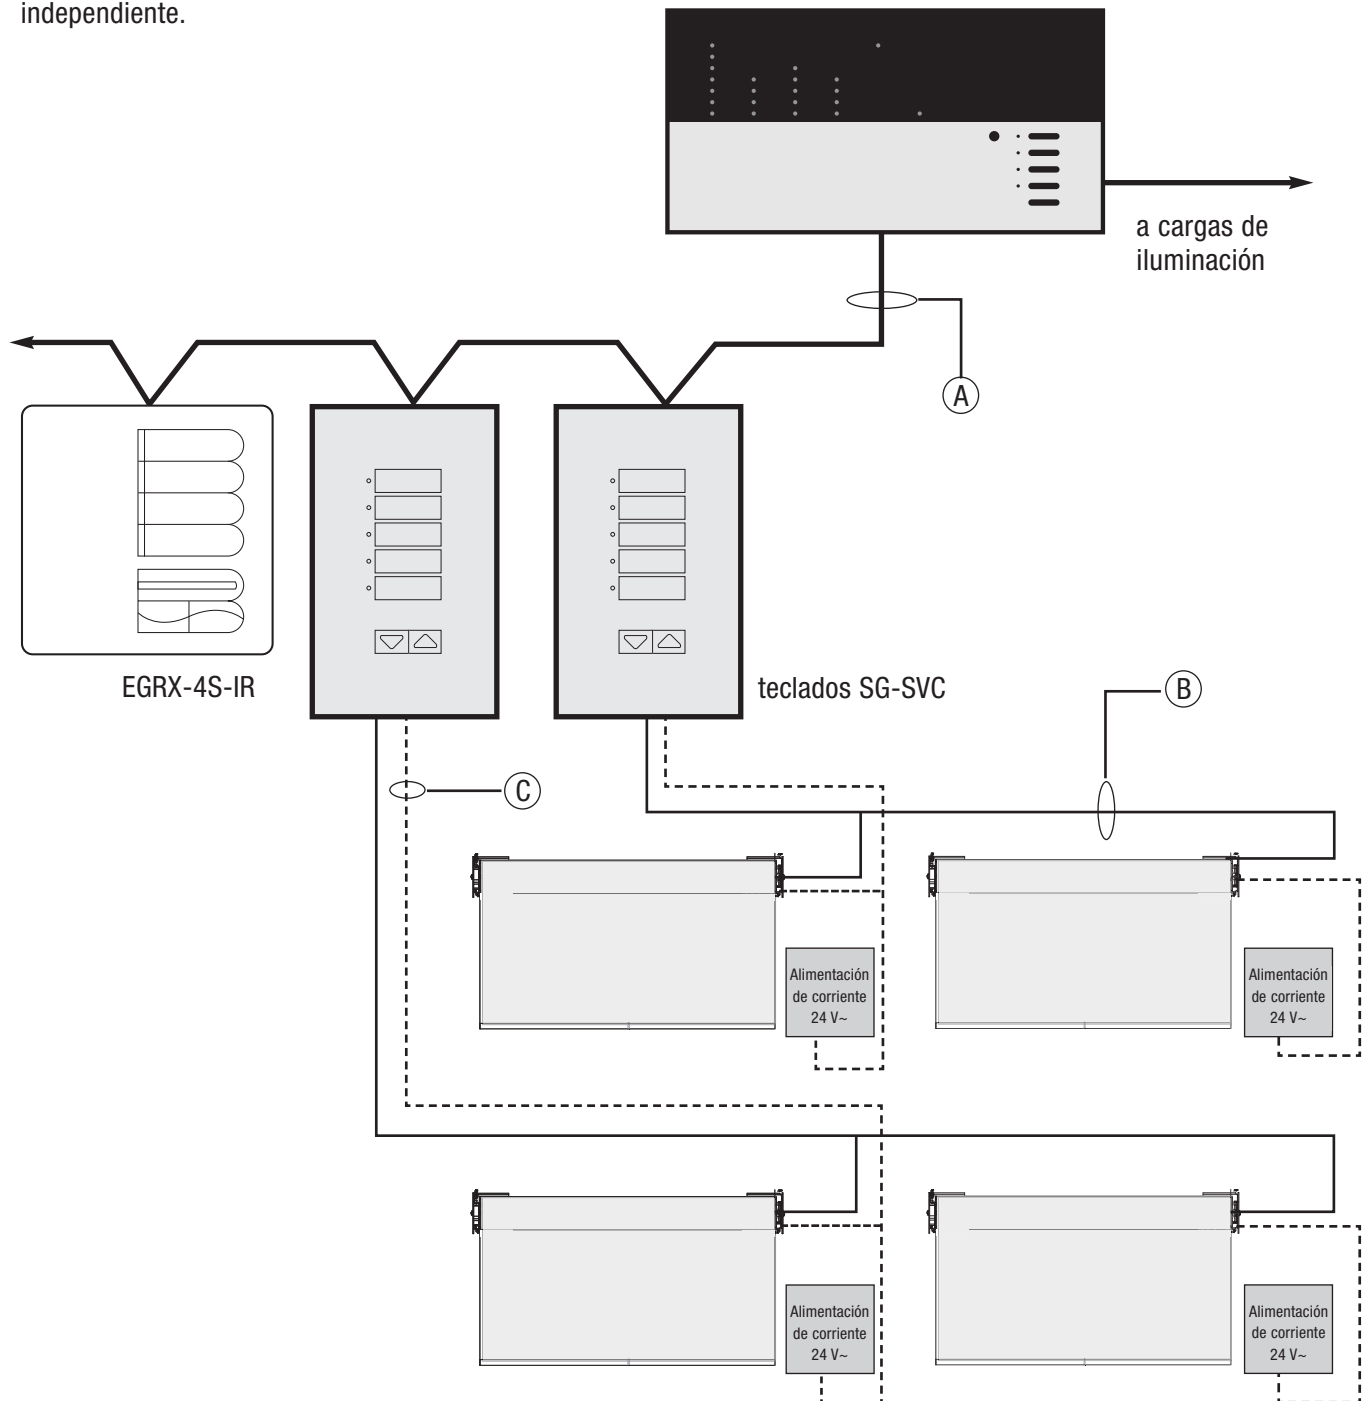 independiente.
a cargas de
iluminación
A
EGRX-4S-IR
teclados SG-SVC
B
C
Alimentación
de corriente
24 V~
Alimentación
de corriente
24 V~
Alimentación
de corriente
24 V~
Alimentación
de corriente
24 V~